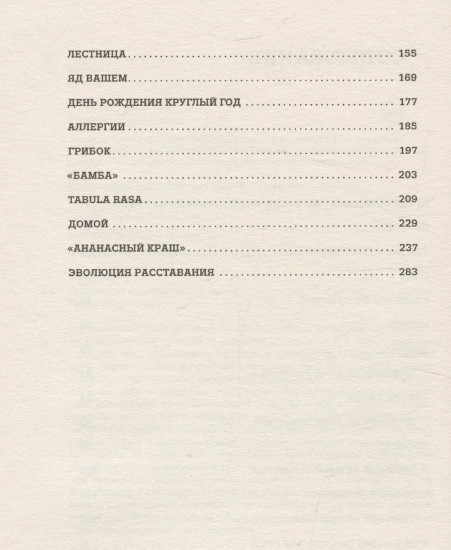 ЛЕСТНИЦА 155
ЯД ВАШЕМ 169
ДЕНЬ РОЖДЕНИЯ КРУГЛЫЙ ГОД 177
АЛЛЕРГИИ 185
ГРИБОК 197
«БАМБА» 203
TABULA RASA 209
ДОМОЙ 229
«АНАНАСНЫЙ КРАШ» 237
ЭВОЛЮЦИЯ РАССТАВАНИЯ 283